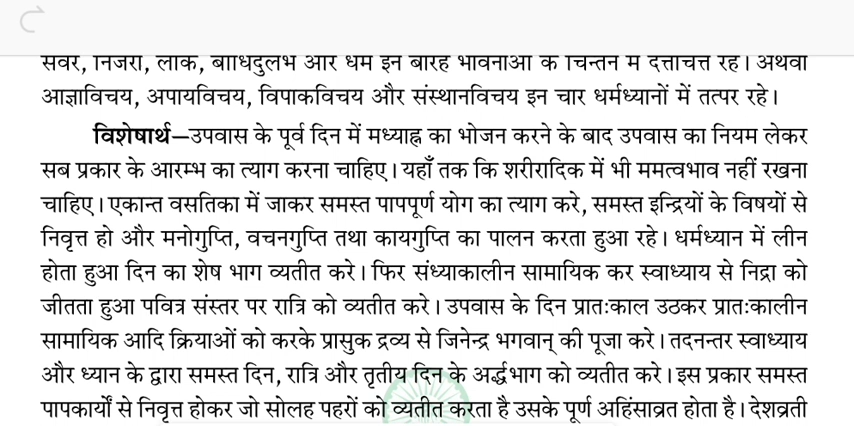 संवर, निर्जरा, लोक, बोधिदुर्लभ और धर्म इन बारह भावनाओं के चिन्तन में दत्तचित्त रहे। अथवा
आज्ञाविचय, अपायविचय, विपाकविचय और संस्थानविचय इन चार धर्मध्यानों में तत्पर रहे।
विशेषार्थ—उपवास के पूर्व दिन में मध्याह्न का भोजन करने के बाद उपवास का नियम लेकर
सब प्रकार के आरम्भ का त्याग करना चाहिए। यहाँ तक कि शरीरादिक में भी ममत्वभाव नहीं रखना
चाहिए। एकान्त वसतिका में जाकर समस्त पापपूर्ण योग का त्याग करे, समस्त इन्द्रियों के विषयों से
निवृत्त हो और मनोगुप्ति, वचनगुप्ति तथा कायगुप्ति का पालन करता हुआ रहे। धर्मध्यान में लीन
होता हुआ दिन का शेष भाग व्यतीत करे। फिर संध्याकालीन सामायिक कर स्वाध्याय से निद्रा को
जीतता हुआ पवित्र संस्तर पर रात्रि को व्यतीत करे। उपवास के दिन प्रातःकाल उठकर प्रातःकालीन
सामायिक आदि क्रियाओं को करके प्रासुक द्रव्य से जिनेन्द्र भगवान् की पूजा करे। तदनन्तर स्वाध्याय
और ध्यान के द्वारा समस्त दिन, रात्रि और तृतीय दिन के अर्द्धभाग को व्यतीत करे। इस प्रकार समस्त
पापकार्यों से निवृत्त होकर जो सोलह पहरों को व्यतीत करता है उसके पूर्ण अहिंसाव्रत होता है। देशव्रती